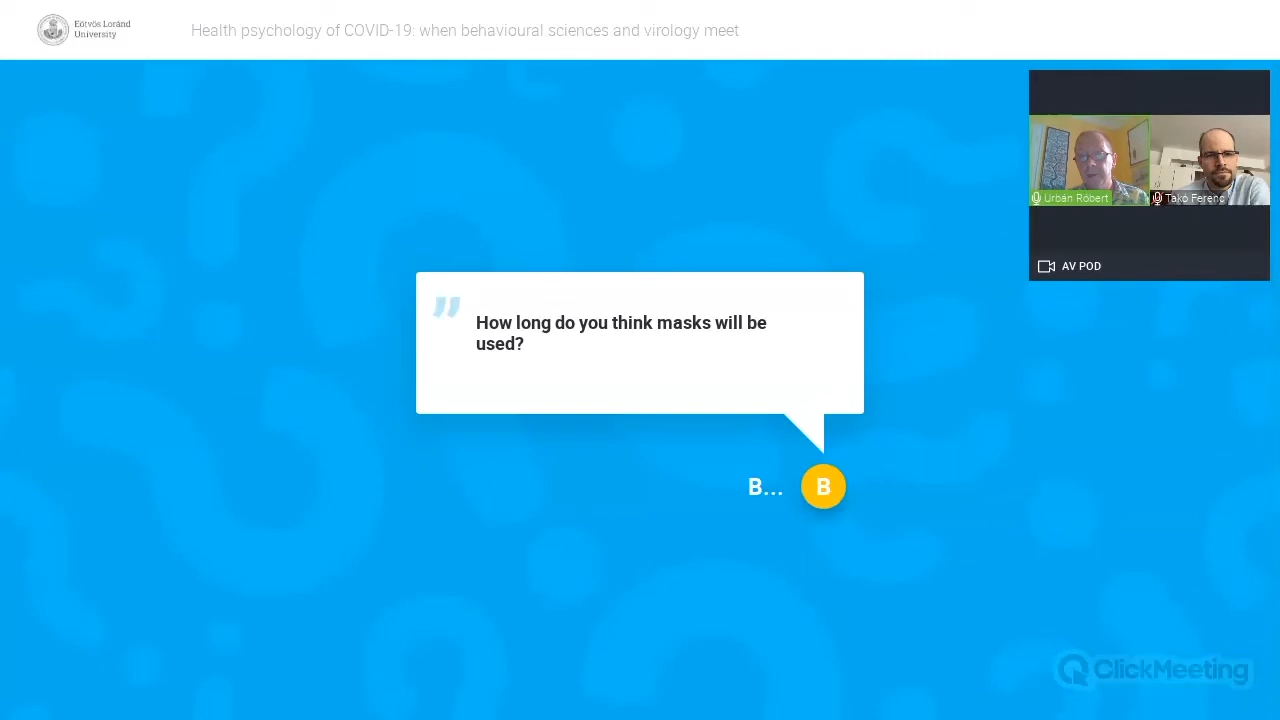 Eötvös Loránd
University
Health psychology of COVID-19: when behavioural sciences and virology meet
Urbán Róbert
Takó Ferenc
AV POD
How long do you think masks will be
used?
B...
B
ClickMeeting